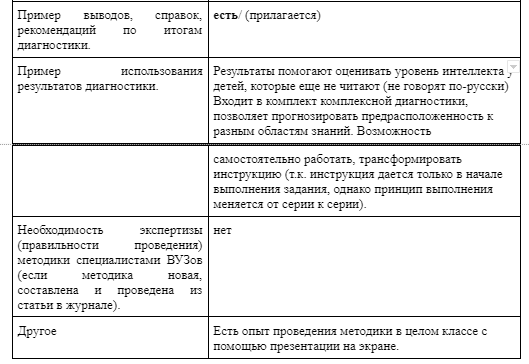 Пример выводов, справок,
рекомендаций по итогам
диагностики.
есть/ (прилагается)
Пример использования
результатов диагностики.
Результаты помогают оценивать уровень интеллекта у
детей, которые еще не читают (не говорят по-русски)
Входит в комплект комплексной диагностики,
позволяет прогнозировать предрасположенность к
разным областям знаний. Возможность
самостоятельно работать, трансформировать
инструкцию (т.к. инструкция дается только в начале
выполнения задания, однако принцип выполнения
меняется от серии к серии).
Необходимость экспертизы
(правильности проведения)
методики специалистами ВУЗов
(если методика новая,
составлена и проведена из
статьи в журнале).
нет
Другое
Есть опыт проведения методики в целом классе с
помощью презентации на экране.